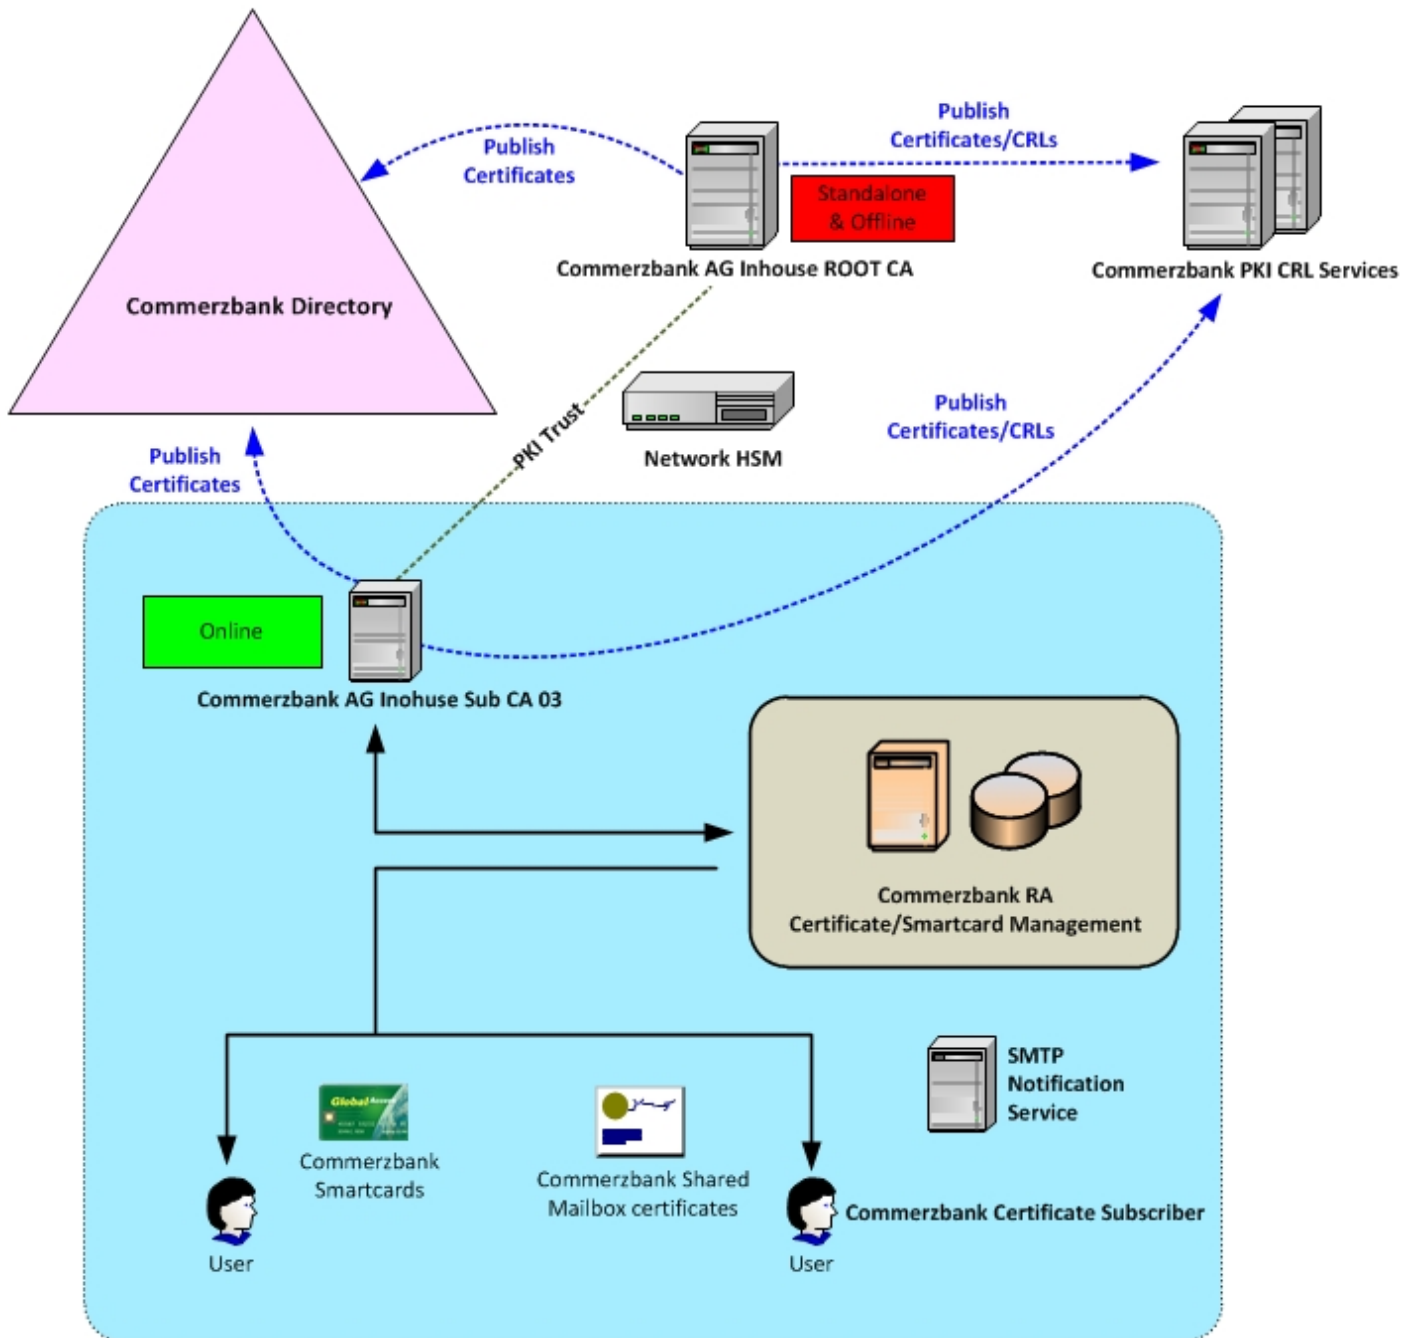 Publish
Certificates
Publish
Certificates/CRLs
Standalone
& Offline
Commerzbank AG Inhouse ROOT CA
Commerzbank PKI CRL Services
Commerzbank Directory
PKI Trust
Network HSM
Publish
Certificates/CRLs
Publish
Certificates
Online
Commerzbank AG Inohuse Sub CA 03
Commerzbank RA
Certificate/Smartcard Management
SMTP
Notification
Service
Global Access
Commerzbank
Smartcards
Commerzbank Shared
Mailbox certificates
Commerzbank Certificate Subscriber
User
User